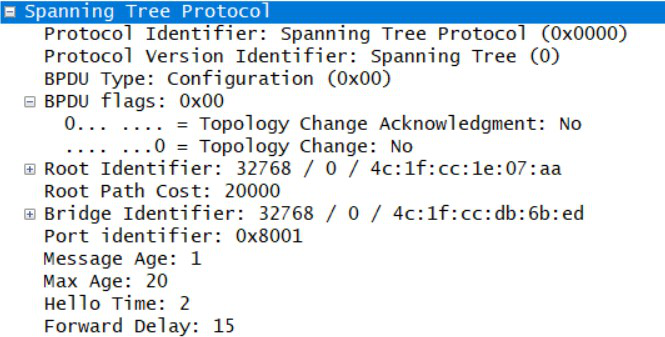 Spanning Tree Protocol
Protocol Identifier: Spanning Tree Protocol (0x0000)
Protocol Version Identifier: Spanning Tree (0)
BPDU Type: Configuration (0x00)
BPDU flags: 0x00
0... .... = Topology Change Acknowledgment: No
.... ...0 = Topology Change: No
Root Identifier: 32768 / 0 / 4c:1f:cc:1e:07:aa
Root Path Cost: 20000
Bridge Identifier: 32768 / 0 / 4c:1f:cc:db:6b:ed
Port identifier: 0x8001
Message Age: 1
Max Age: 20
Hello Time: 2
Forward Delay: 15